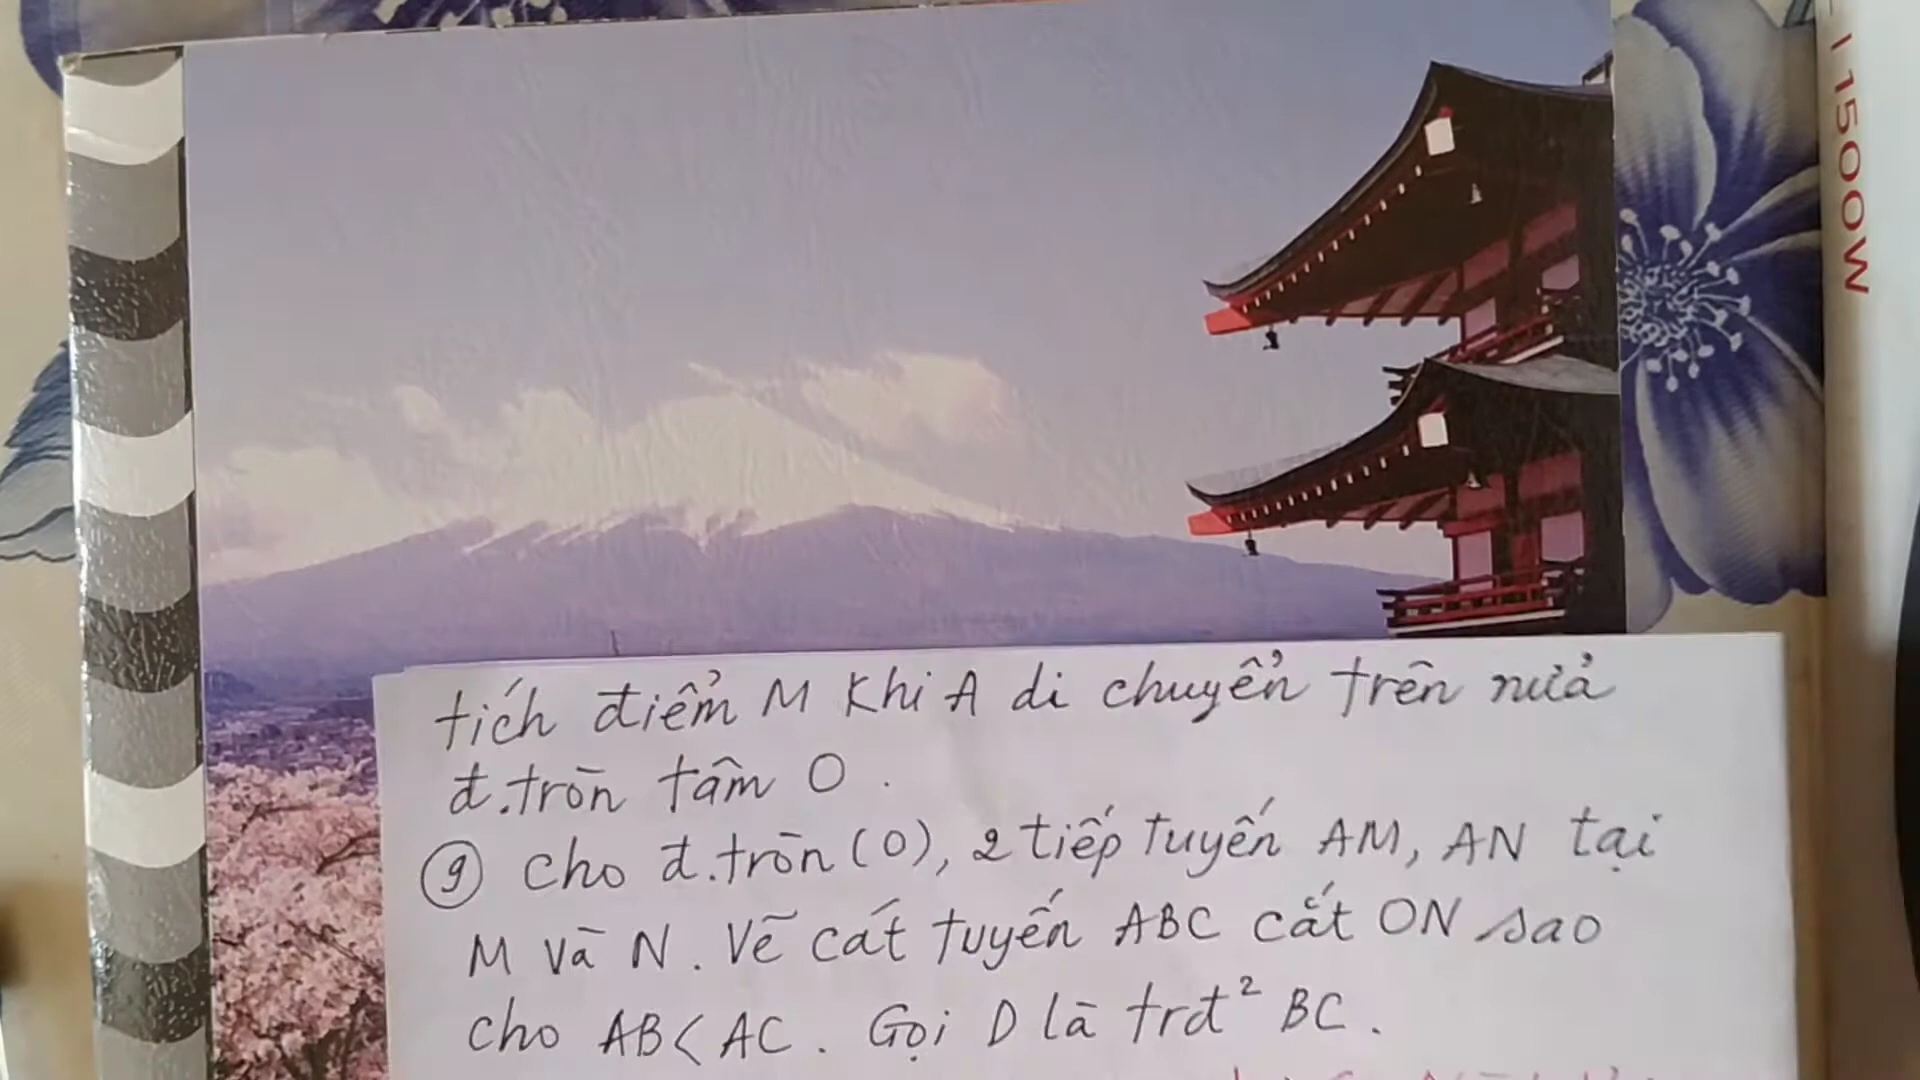 1500W
tích điểm M khi A di chuyển trên nửa
đ.tròn tâm O.
⑨ Cho đ.tròn (O), 2 tiếp tuyến AM, AN tại
M và N. Vẽ cát tuyến ABC cắt ON sao
cho AB < AC. Gọi D là trđ² BC.